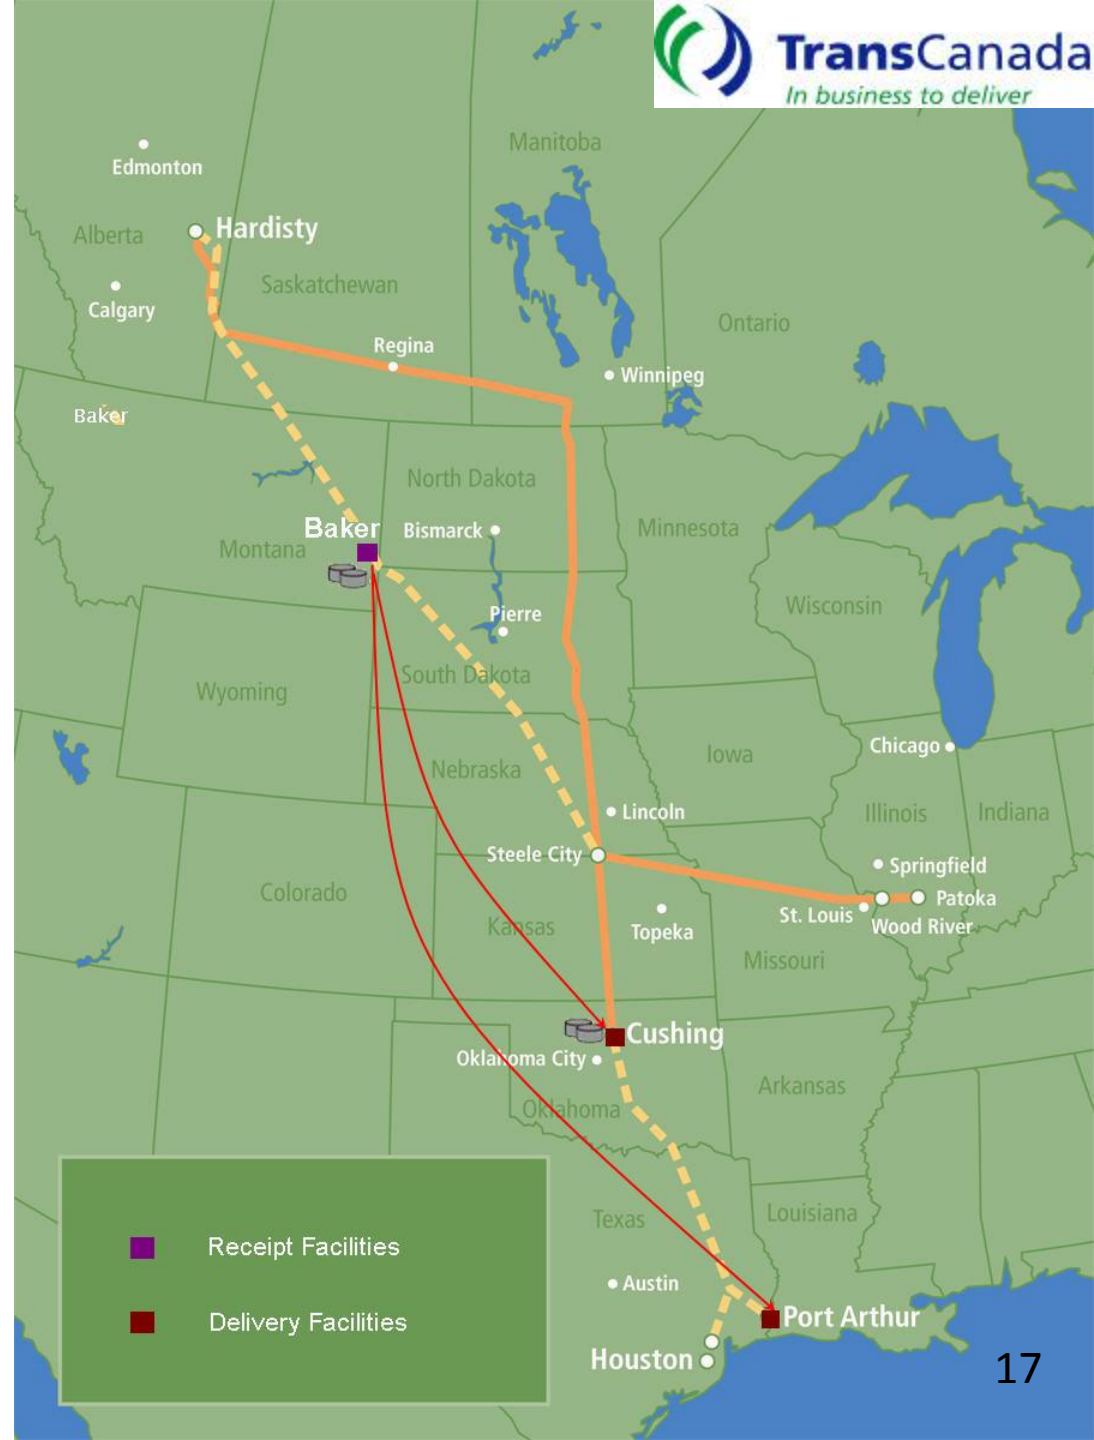 TransCanada
In business to deliver
Manitoba
Edmonton
Hardisty
Alberta
Saskatchewan
Calgary
Ontario
Regina
Winnipeg
Baker
North Dakota
Baker
Bismarck
Minnesota
Montana
Wisconsin
Pierre
South Dakota
Wyoming
Chicago
Iowa
Nebraska
Lincoln
Illinois
Indiana
Steele City
Springfield
Colorado
Patoka
St. Louis
Wood River
Kansas
Topeka
Missouri
Cushing
Oklahoma City
Arkansas
Oklahoma
Texas
Louisiana
Receipt Facilities
Austin
Port Arthur
Delivery Facilities
Houston
17